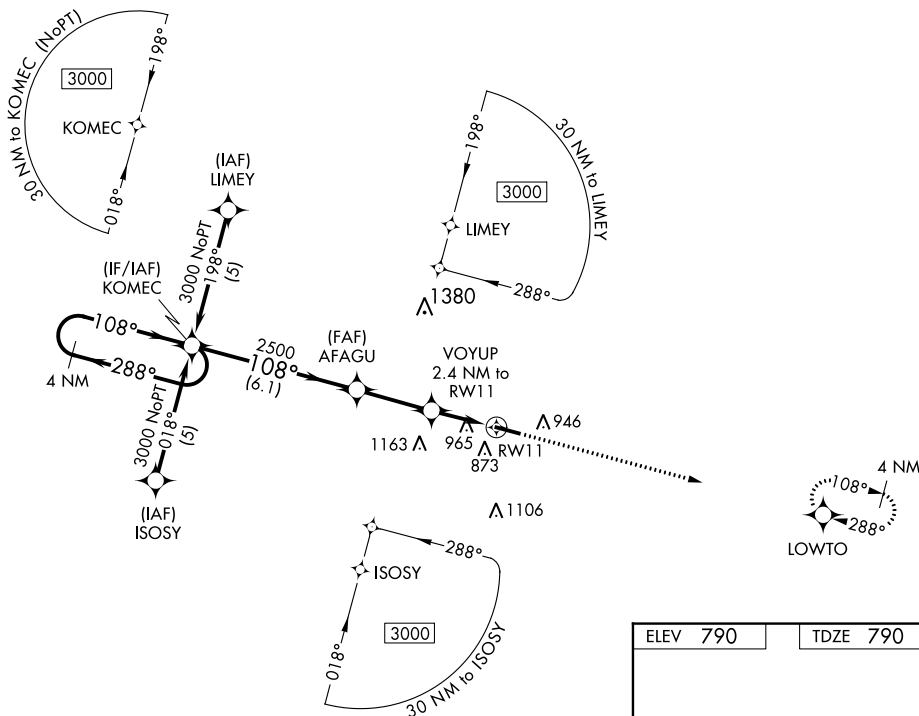 30 NM to KOMEC (NoPT)
198°
3000
KOMEC
018°
(IAF)
LIMEY
3000 NoPT
198°
(5)
198°
30 NM to LIMEY
3000
LIMEY
288°
1380
(IF/IAF)
KOMEC
108°
288°
4 NM
2500
108°
(6.1)
(FAF)
AFAGU
VOYUP
2.4 NM to
RW11
3000 NoPT
018°
(5)
(IAF)
ISOSY
1163
965
873
RW11
946
1106
4 NM
108°
288°
LOWTO
288°
ISOSY
018°
3000
30 NM to ISOSY
ELEV 790
TDZE 790